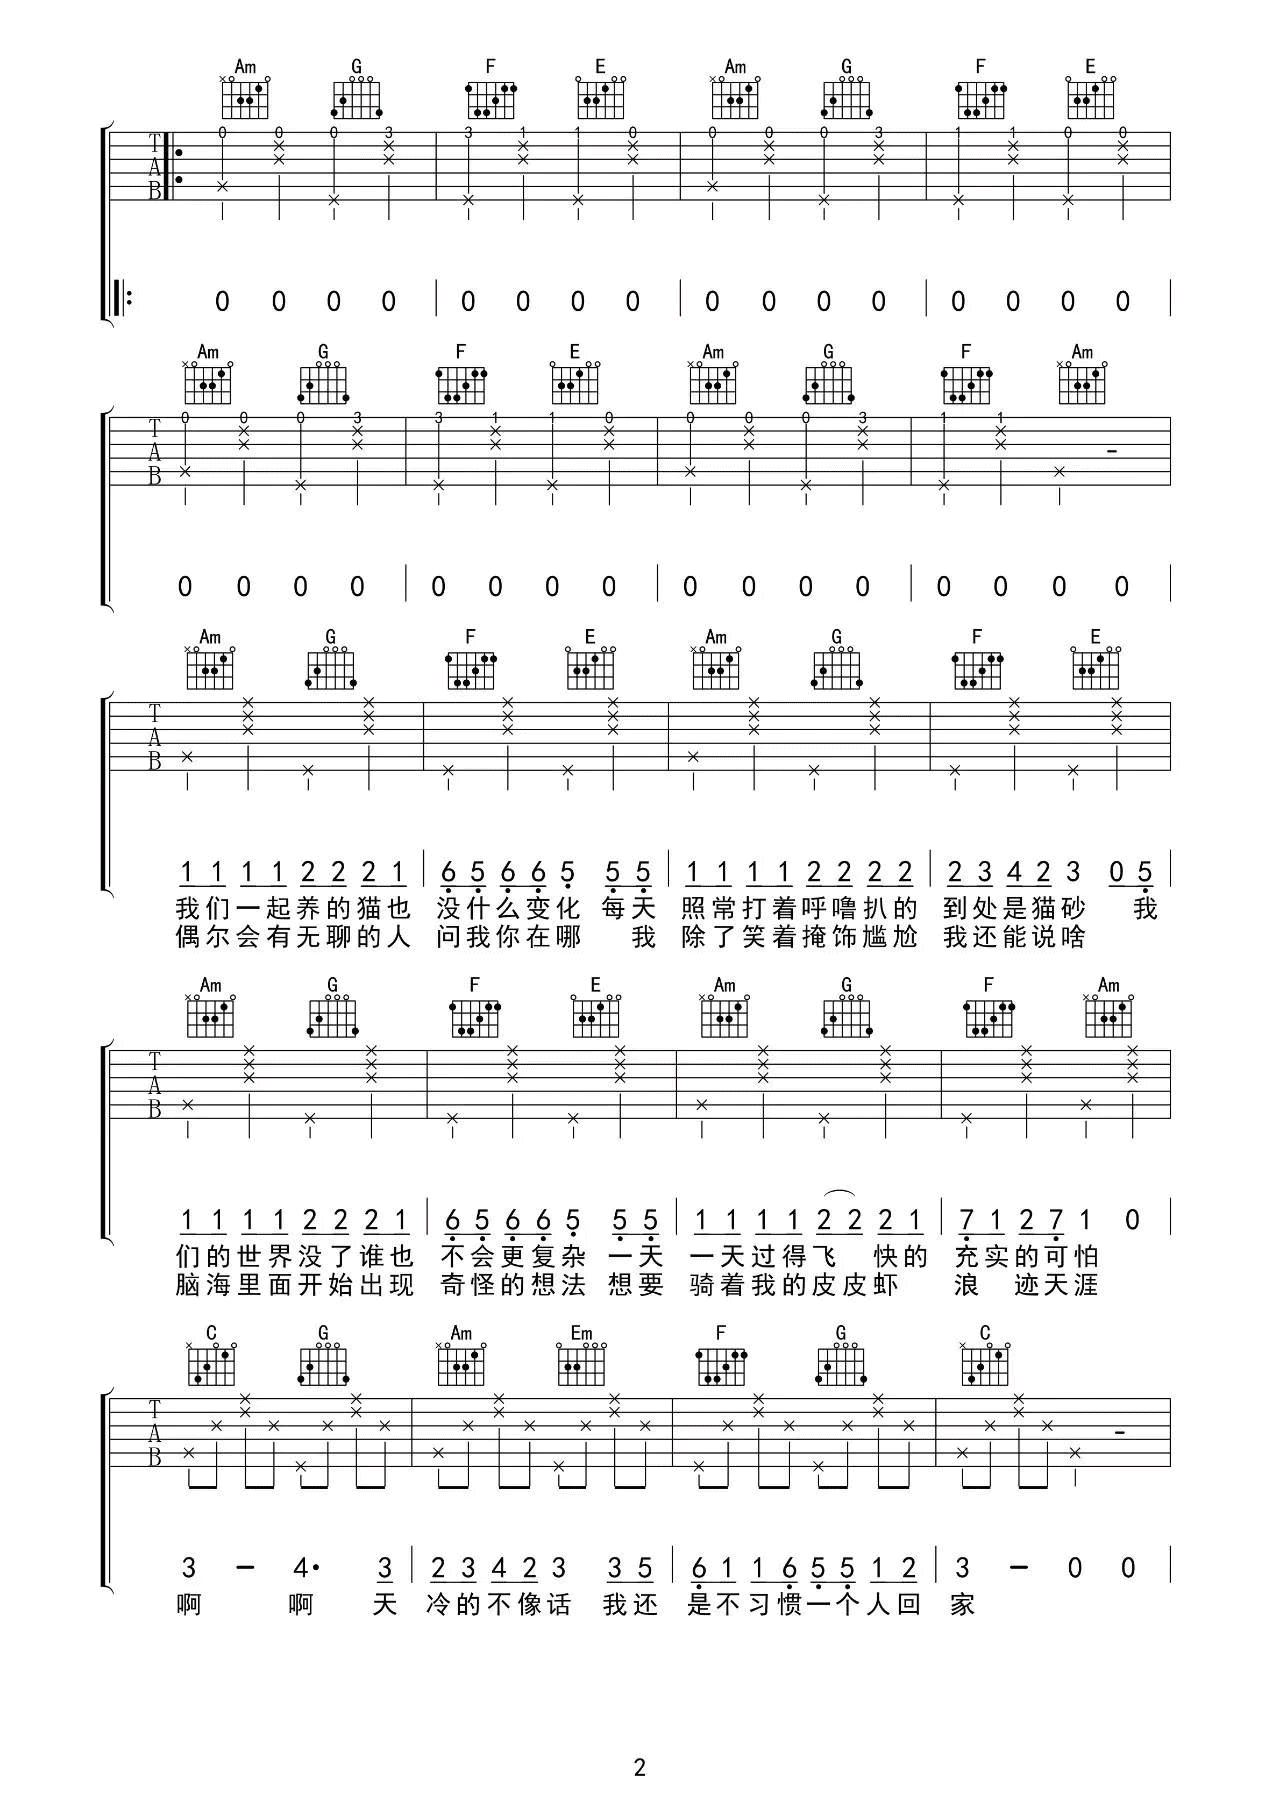 Am G F E Am G F E
0 0 0 3 3 1 1 0 0 0 0 3 1 1 0 0
T
A
B
0 0 0 0 0 0 0 0 0 0 0 0 0 0 0 0
Am G F E Am G F Am
0 0 0 3 3 1 1 0 0 0 0 3 1 1
T
A
B
0 0 0 0 0 0 0 0 0 0 0 0 0 0 0 0
Am G F E Am G F E
T
A
B
1 1 1 1 2 2 2 1 6 5 6 6 5 5 5 1 1 1 1 2 2 2 2 2 3 4 2 3 0 5
我们一起养的猫也 没什么变化 每天 照常打着呼噜扒的 到处是猫砂 我
偶尔会有无聊的人 问我你在哪 我 除了笑着掩饰尴尬 我还能说啥
Am G F E Am G F Am
T
A
B
1 1 1 1 2 2 2 1 6 5 6 6 5 5 5 1 1 1 1 2 2 2 1 7 1 2 7 1 0
们的世界没了谁也 不会更复杂 一天 一天过得飞 快的 充实的可怕
脑海里面开始出现 奇怪的想法 想要 骑着我的皮皮虾 浪 迹天涯
C G Am Em F G C
T
A
B
3 – 4· 3 2 3 4 2 3 3 5 6 1 1 6 5 5 1 2 3 – 0 0
啊 啊 天 冷的不像话 我还 是不习惯一个人回 家
2